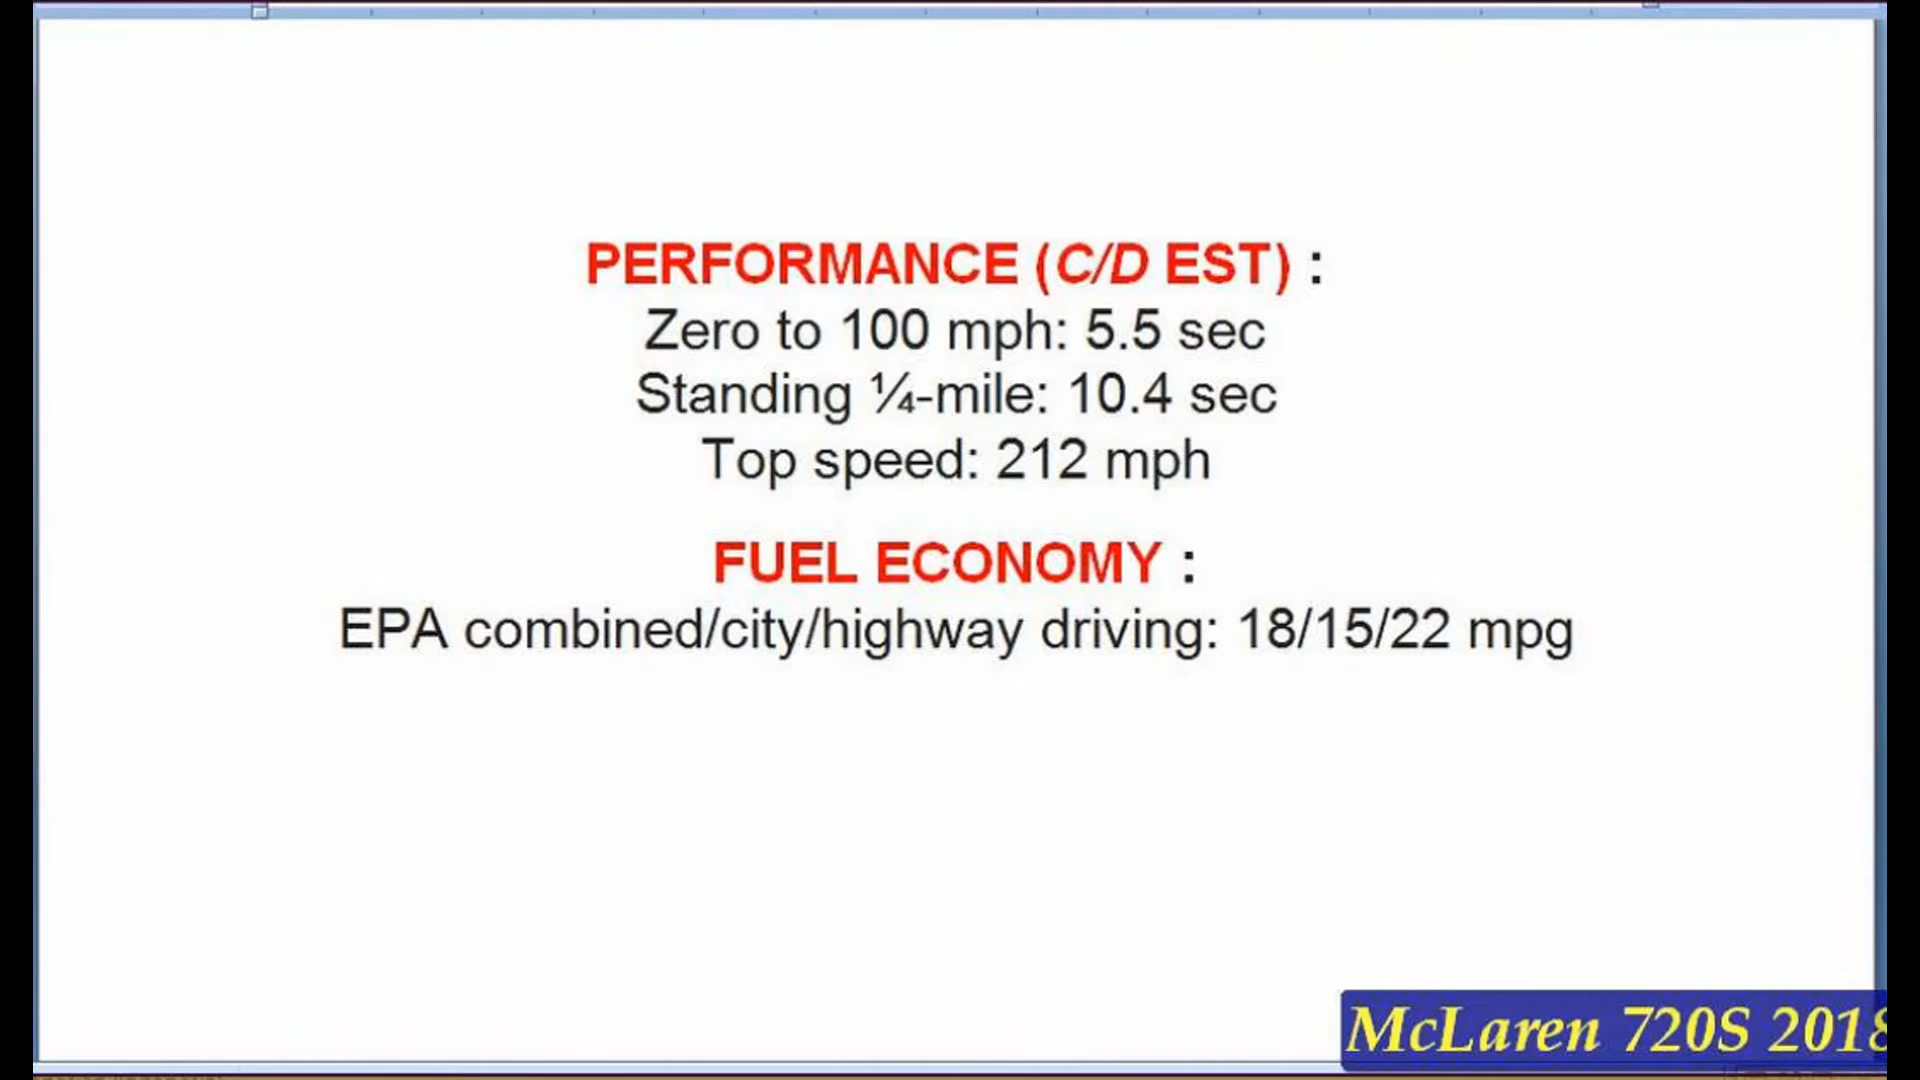 PERFORMANCE (C/D EST) :
Zero to 100 mph: 5.5 sec
Standing ¼-mile: 10.4 sec
Top speed: 212 mph
FUEL ECONOMY :
EPA combined/city/highway driving: 18/15/22 mpg
McLaren 720S 2018